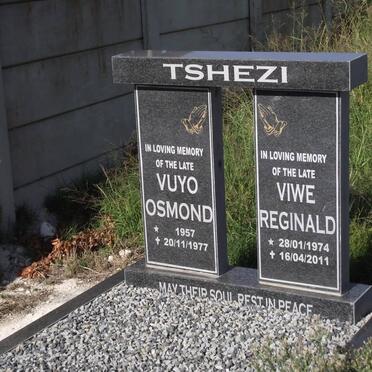 TSHEZI
IN LOVING MEMORY
OF THE LATE
VUYO
OSMOND
★ 1957
✝ 20/11/1977
IN LOVING MEMORY
OF THE LATE
VIWE
REGINALD
★ 28/01/1974
✝ 16/04/2011
MAY THEIR SOUL REST IN PEACE